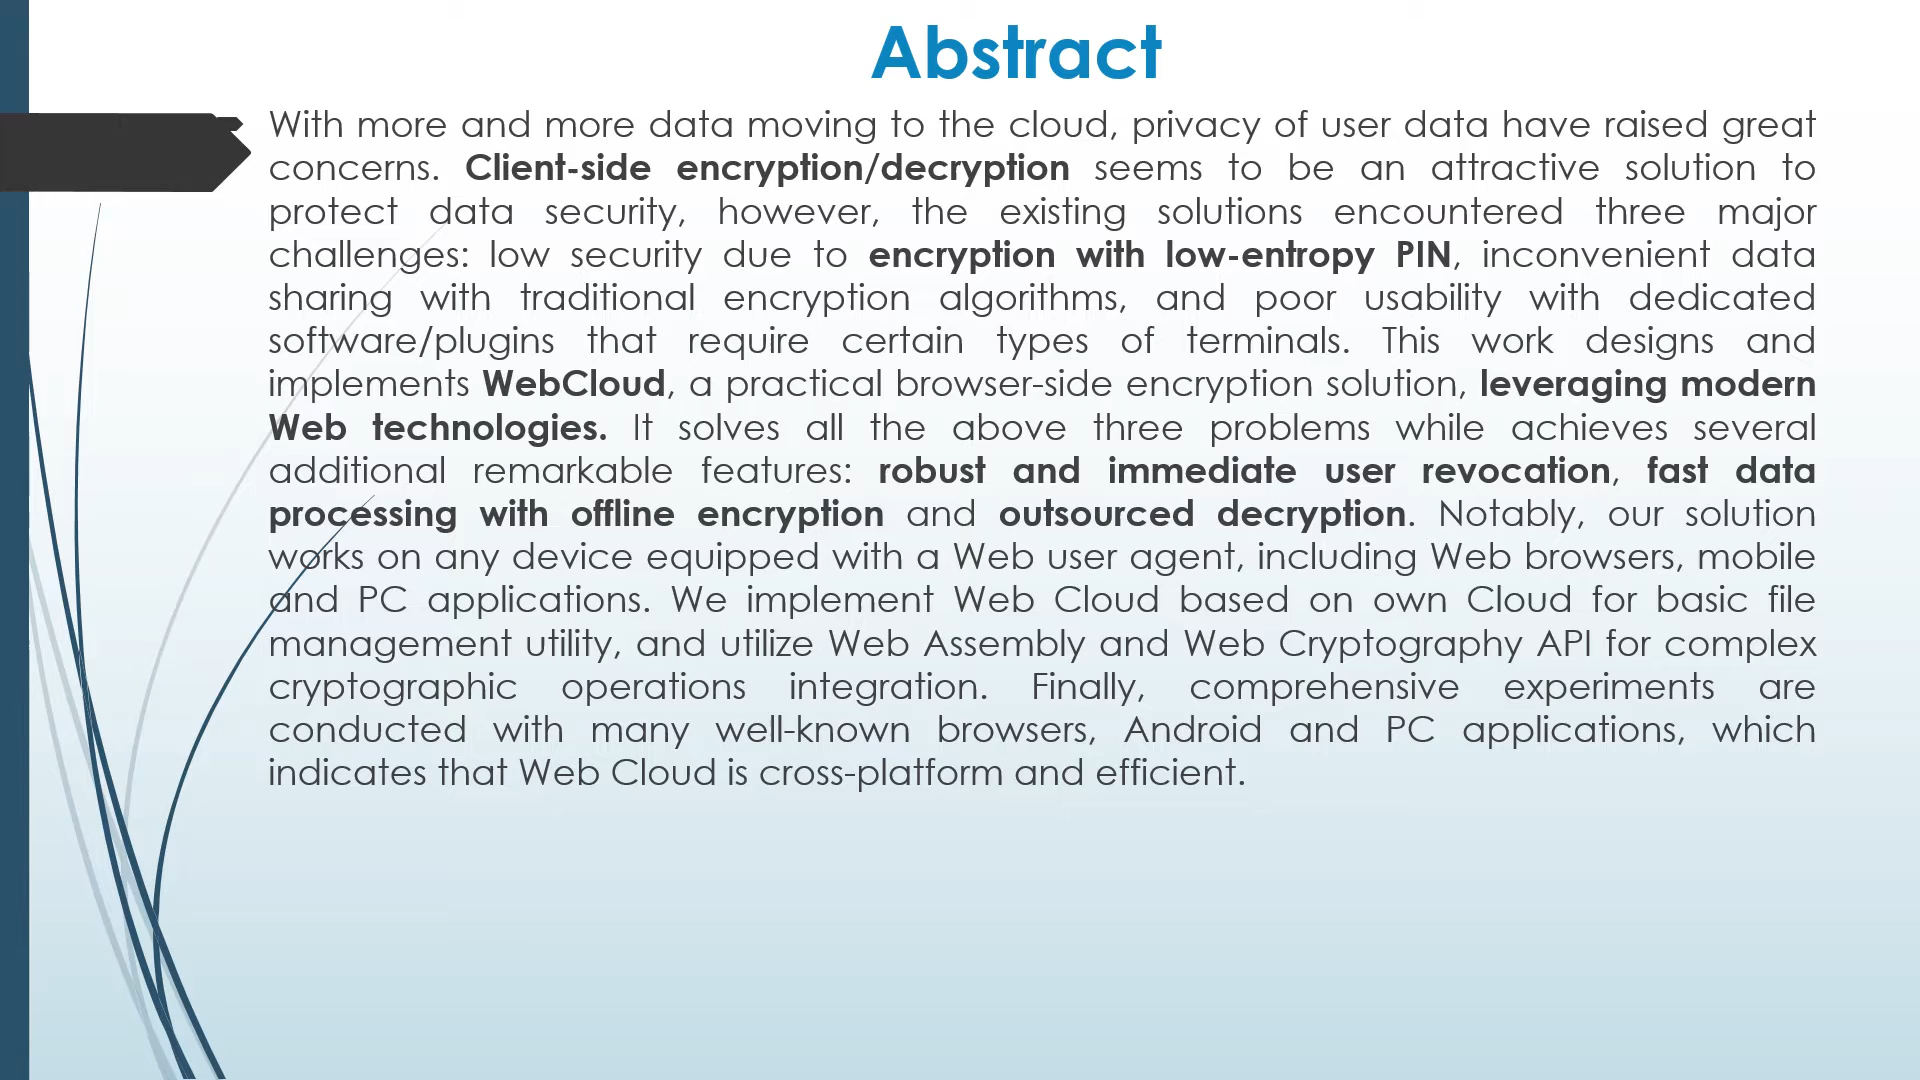 Abstract
With more and more data moving to the cloud, privacy of user data have raised great
concerns. Client-side encryption/decryption seems to be an attractive solution to
protect data security, however, the existing solutions encountered three major
challenges: low security due to encryption with low-entropy PIN, inconvenient data
sharing with traditional encryption algorithms, and poor usability with dedicated
software/plugins that require certain types of terminals. This work designs and
implements WebCloud, a practical browser-side encryption solution, leveraging modern
Web technologies. It solves all the above three problems while achieves several
additional remarkable features: robust and immediate user revocation, fast data
processing with offline encryption and outsourced decryption. Notably, our solution
works on any device equipped with a Web user agent, including Web browsers, mobile
and PC applications. We implement Web Cloud based on own Cloud for basic file
management utility, and utilize Web Assembly and Web Cryptography API for complex
cryptographic operations integration. Finally, comprehensive experiments are
conducted with many well-known browsers, Android and PC applications, which
indicates that Web Cloud is cross-platform and efficient.